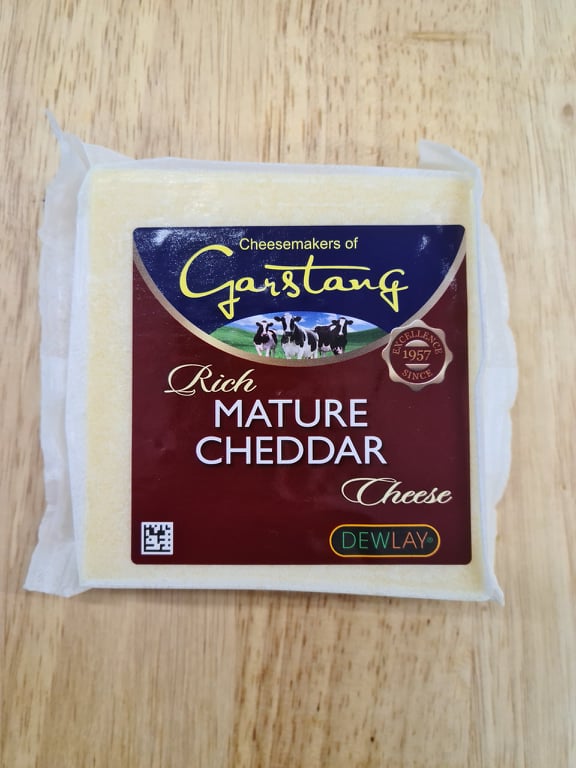 Cheesemakers of
Garstang
EXCELLENCE
1957
SINCE
Rich
MATURE
CHEDDAR
Cheese
DEWLAY®